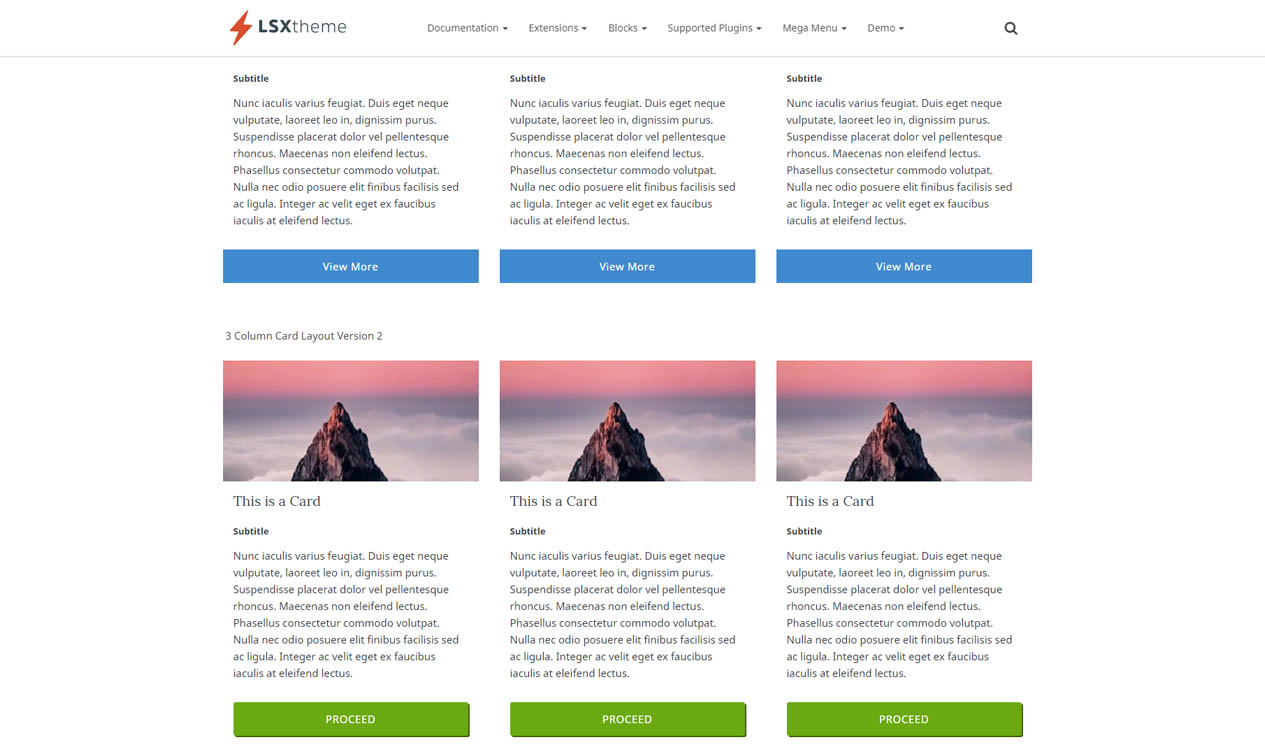 LSXtheme
Documentation Extensions Blocks Supported Plugins Mega Menu Demo
Subtitle
Nunc iaculis varius feugiat. Duis eget neque
vulputate, laoreet leo in, dignissim purus.
Suspendisse placerat dolor vel pellentesque
rhoncus. Maecenas non eleifend lectus.
Phasellus consectetur commodo volutpat.
Nulla nec odio posuere elit finibus facilisis sed
ac ligula. Integer ac velit eget ex faucibus
iaculis at eleifend lectus.
View More
Subtitle
Nunc iaculis varius feugiat. Duis eget neque
vulputate, laoreet leo in, dignissim purus.
Suspendisse placerat dolor vel pellentesque
rhoncus. Maecenas non eleifend lectus.
Phasellus consectetur commodo volutpat.
Nulla nec odio posuere elit finibus facilisis sed
ac ligula. Integer ac velit eget ex faucibus
iaculis at eleifend lectus.
View More
Subtitle
Nunc iaculis varius feugiat. Duis eget neque
vulputate, laoreet leo in, dignissim purus.
Suspendisse placerat dolor vel pellentesque
rhoncus. Maecenas non eleifend lectus.
Phasellus consectetur commodo volutpat.
Nulla nec odio posuere elit finibus facilisis sed
ac ligula. Integer ac velit eget ex faucibus
iaculis at eleifend lectus.
View More
3 Column Card Layout Version 2
This is a Card
Subtitle
Nunc iaculis varius feugiat. Duis eget neque
vulputate, laoreet leo in, dignissim purus.
Suspendisse placerat dolor vel pellentesque
rhoncus. Maecenas non eleifend lectus.
Phasellus consectetur commodo volutpat.
Nulla nec odio posuere elit finibus facilisis sed
ac ligula. Integer ac velit eget ex faucibus
iaculis at eleifend lectus.
PROCEED
This is a Card
Subtitle
Nunc iaculis varius feugiat. Duis eget neque
vulputate, laoreet leo in, dignissim purus.
Suspendisse placerat dolor vel pellentesque
rhoncus. Maecenas non eleifend lectus.
Phasellus consectetur commodo volutpat.
Nulla nec odio posuere elit finibus facilisis sed
ac ligula. Integer ac velit eget ex faucibus
iaculis at eleifend lectus.
PROCEED
This is a Card
Subtitle
Nunc iaculis varius feugiat. Duis eget neque
vulputate, laoreet leo in, dignissim purus.
Suspendisse placerat dolor vel pellentesque
rhoncus. Maecenas non eleifend lectus.
Phasellus consectetur commodo volutpat.
Nulla nec odio posuere elit finibus facilisis sed
ac ligula. Integer ac velit eget ex faucibus
iaculis at eleifend lectus.
PROCEED